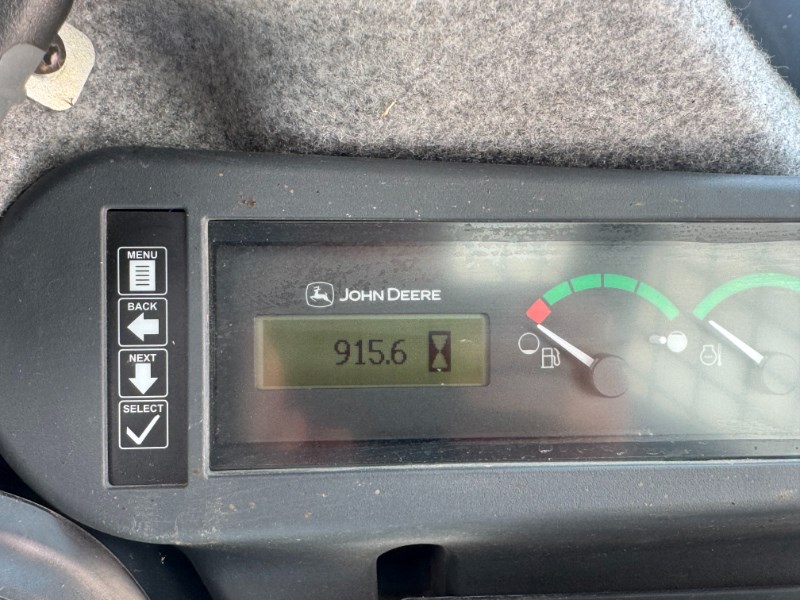 MENU
BACK
NEXT
SELECT
JOHN DEERE
915.6